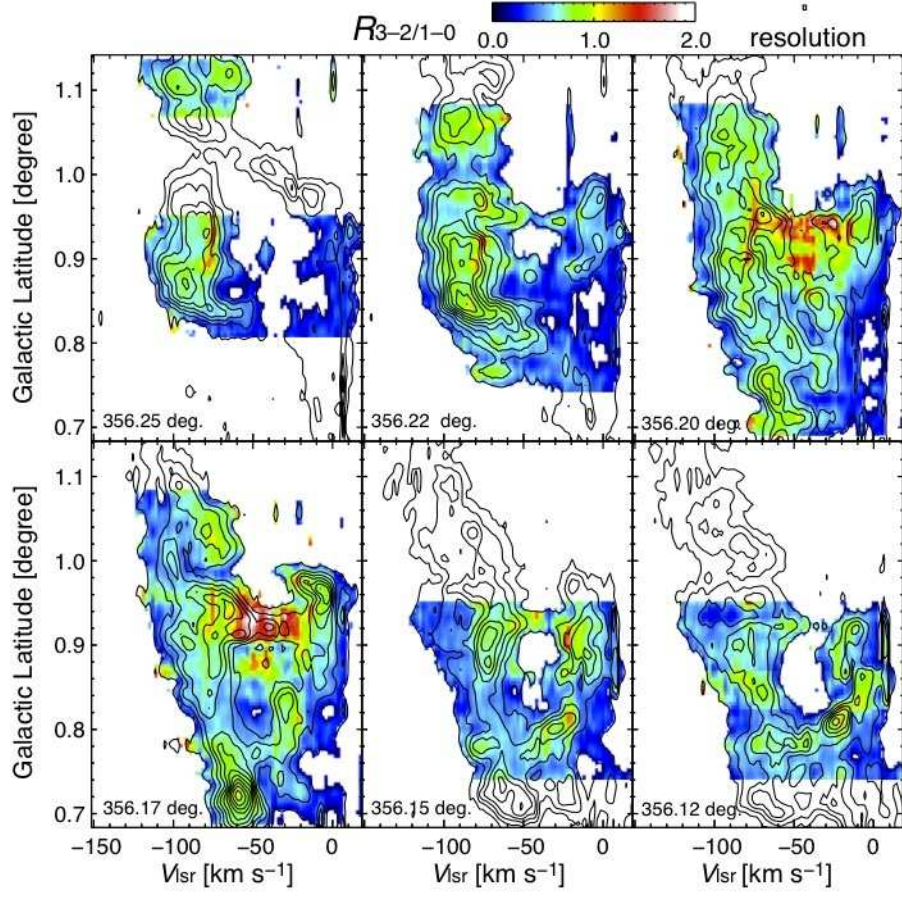 R3–2/1–0
0.0 1.0 2.0
resolution
Galactic Latitude [degree]
1.1
1.0
0.9
0.8
0.7
356.25 deg.
356.22 deg.
356.20 deg.
Galactic Latitude [degree]
1.1
1.0
0.9
0.8
0.7
356.17 deg.
356.15 deg.
356.12 deg.
−150 −100 −50 0 −100 −50 0 −100 −50 0
Vlsr [km s−1] Vlsr [km s−1] Vlsr [km s−1]